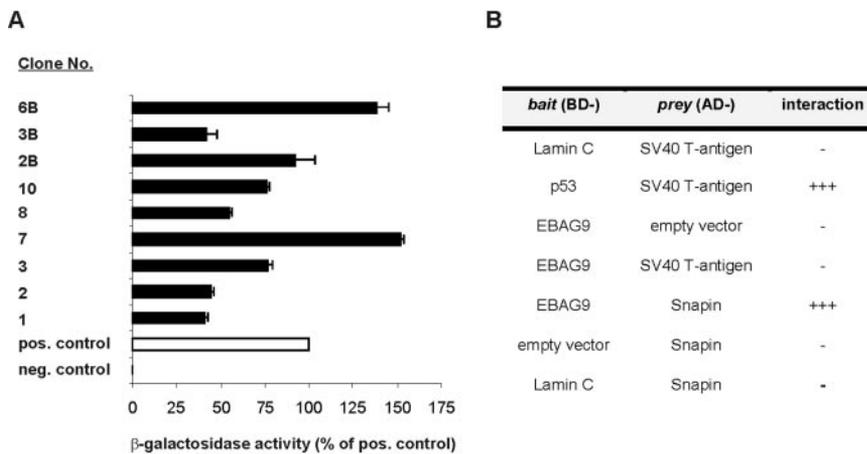 A
Clone No.
6B
3B
2B
10
8
7
3
2
1
pos. control
neg. control
0 25 50 75 100 125 150 175
β-galactosidase activity (% of pos. control)
B
bait (BD-) prey (AD-) interaction
Lamin C SV40 T-antigen -
p53 SV40 T-antigen +++
EBAG9 empty vector -
EBAG9 SV40 T-antigen -
EBAG9 Snapin +++
empty vector Snapin -
Lamin C Snapin -